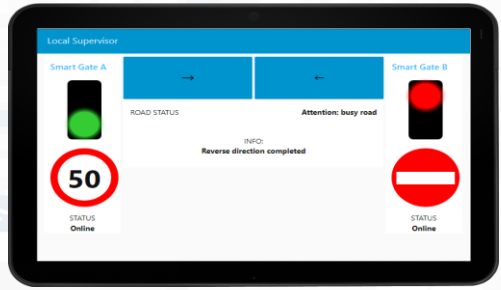 Local Supervisor
Smart Gate A
→ ←
Smart Gate B
ROAD STATUS Attention: busy road
INFO:
Reverse direction completed
50
STATUS
Online
STATUS
Online